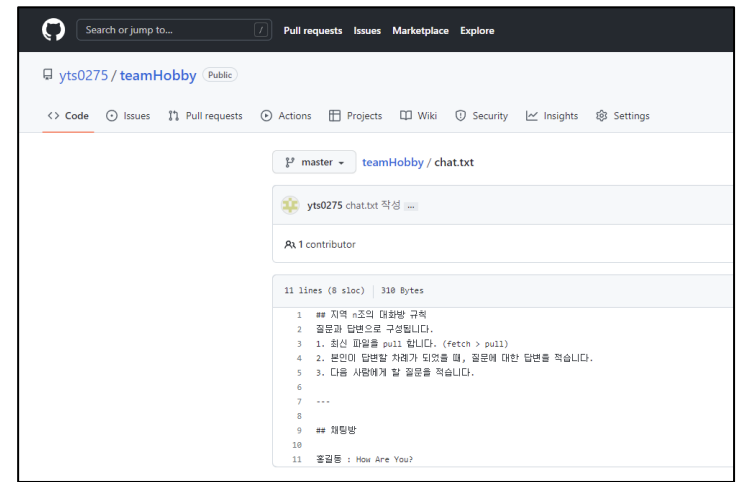 Search or jump to... / Pull requests Issues Marketplace Explore
yts0275 / teamHobby Public
<> Code Issues Pull requests Actions Projects Wiki Security Insights Settings
master teamHobby / chat.txt
yts0275 chat.txt 작성 ...
1 contributor
11 lines (8 sloc) 310 Bytes
1 ## 지역 n조의 대화방 규칙
2 질문과 답변으로 구성됩니다.
3 1. 최신 파일을 pull 합니다. (fetch > pull)
4 2. 본인이 답변할 차례가 되었을 때, 질문에 대한 답변을 적습니다.
5 3. 다음 사람에게 할 질문을 적습니다.
6
7 ---
8
9 ## 채팅방
10
11 홍길동 : How Are You?